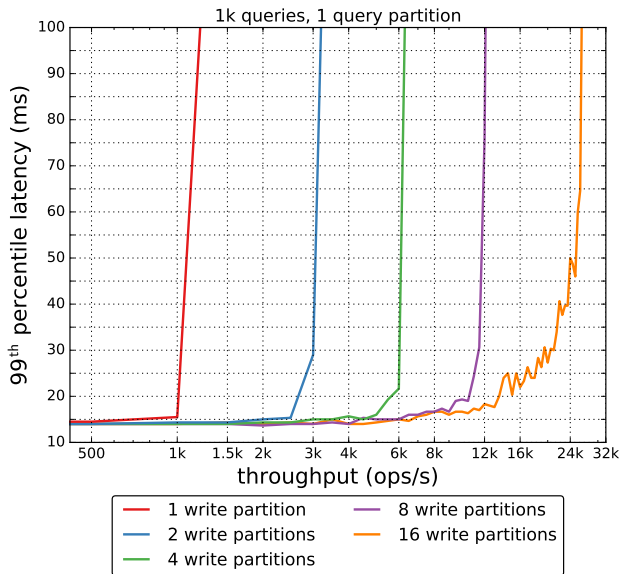 1k queries, 1 query partition
99th percentile latency (ms)
100
90
80
70
60
50
40
30
20
10
500 1k 1.5k 2k 3k 4k 6k 8k 12k 16k 24k 32k
throughput (ops/s)
1 write partition
2 write partitions
4 write partitions
8 write partitions
16 write partitions